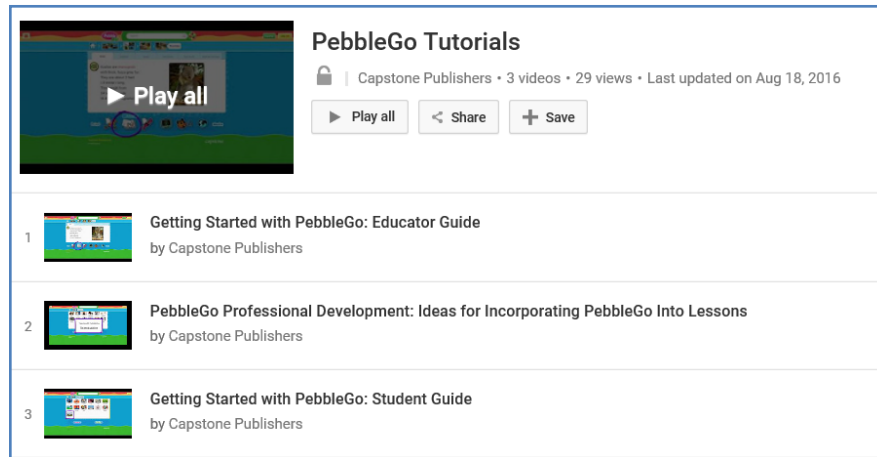 PebbleGo Tutorials
Capstone Publishers • 3 videos • 29 views • Last updated on Aug 18, 2016
Play all
Play all
Share
Save
1
Getting Started with PebbleGo: Educator Guide
by Capstone Publishers
2
PebbleGo Professional Development: Ideas for Incorporating PebbleGo Into Lessons
by Capstone Publishers
3
Getting Started with PebbleGo: Student Guide
by Capstone Publishers